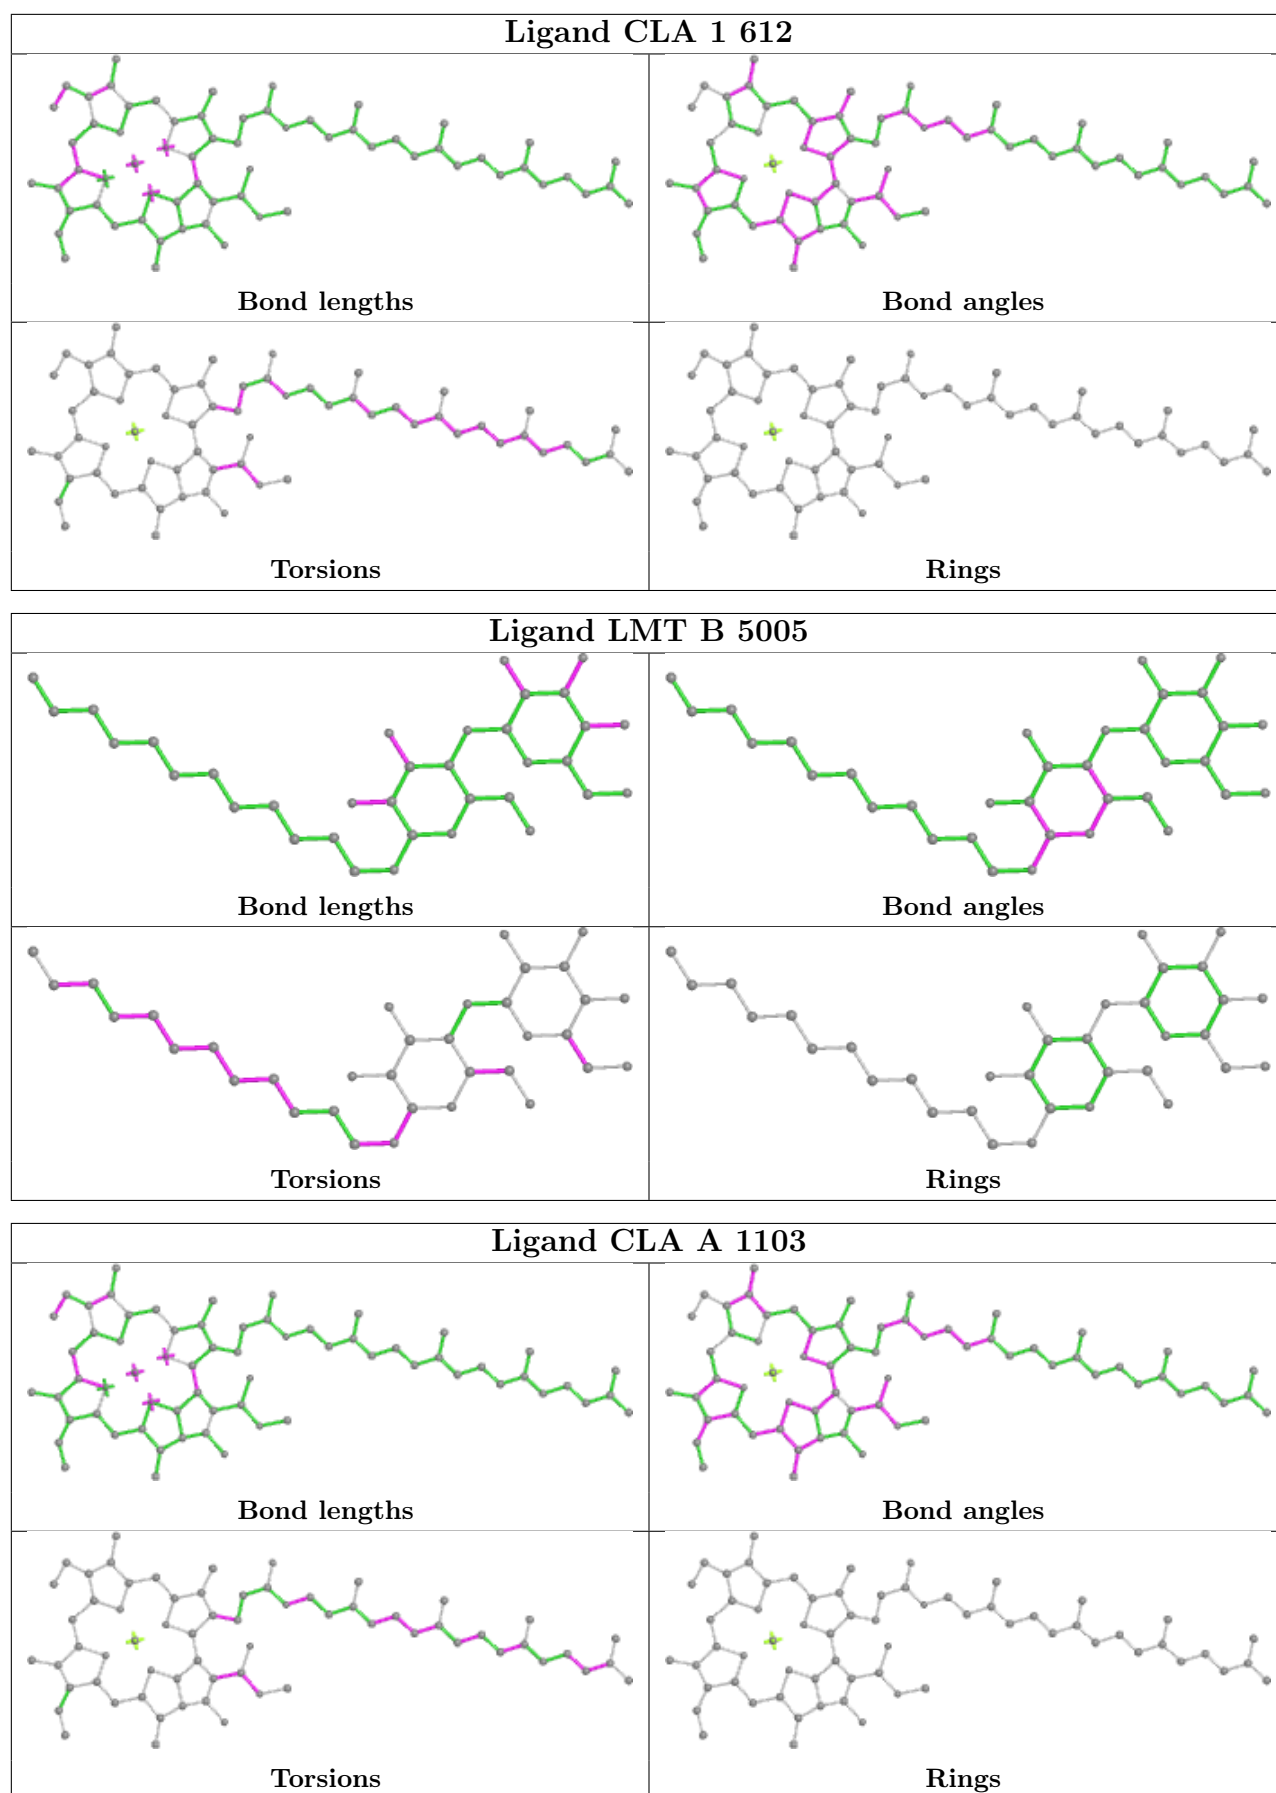 Ligand CLA 1 612
Bond lengths
Bond angles
Torsions
Rings
Ligand LMT B 5005
Bond lengths
Bond angles
Torsions
Rings
Ligand CLA A 1103
Bond lengths
Bond angles
Torsions
Rings